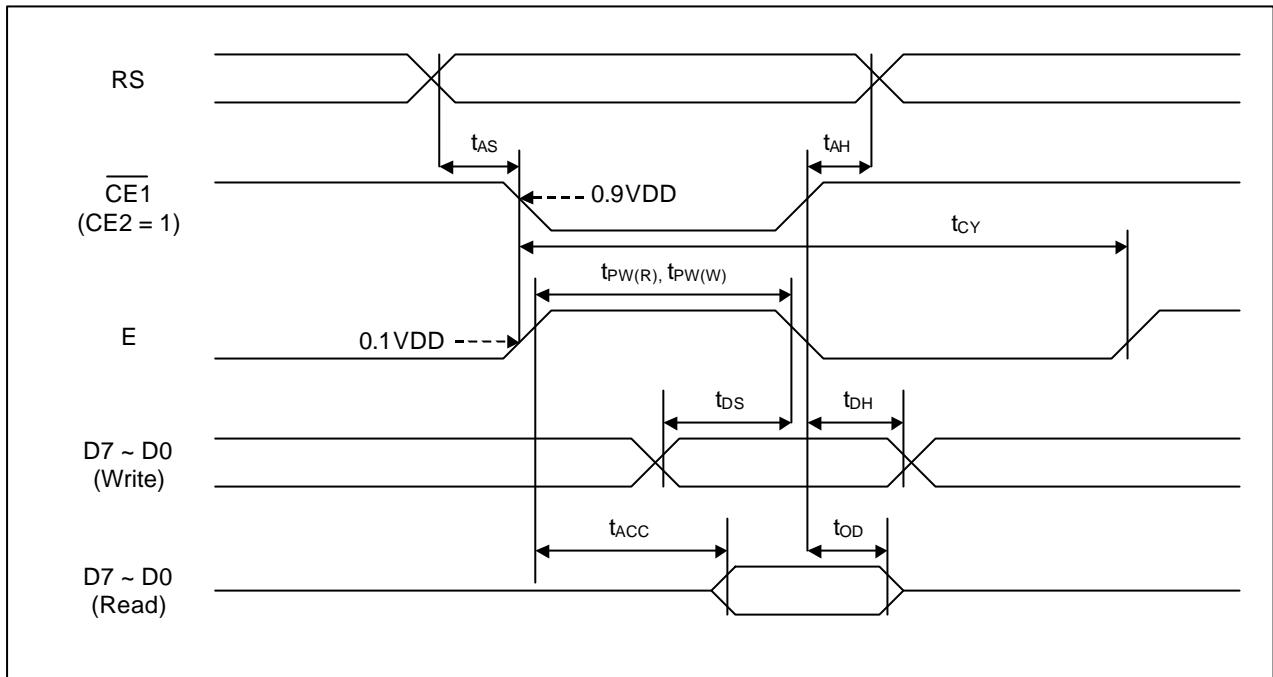 RS
tAS
tAH
CE1
(CE2 = 1)
0.9VDD
tCY
tPW(R), tPW(W)
E
0.1VDD
tDS
tDH
D7 ~ D0
(Write)
tACC
tOD
D7 ~ D0
(Read)